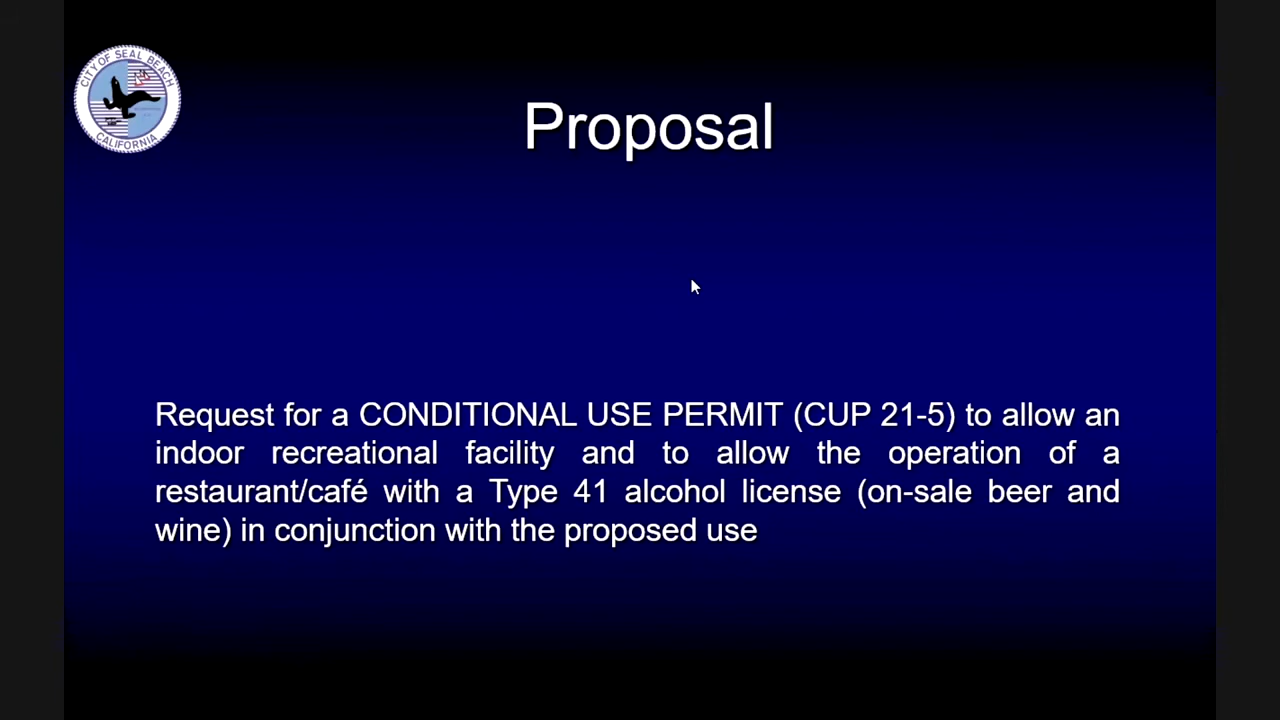 CITY OF SEAL BEACH
CALIFORNIA
Proposal
Request for a CONDITIONAL USE PERMIT (CUP 21-5) to allow an
indoor recreational facility and to allow the operation of a
restaurant/café with a Type 41 alcohol license (on-sale beer and
wine) in conjunction with the proposed use